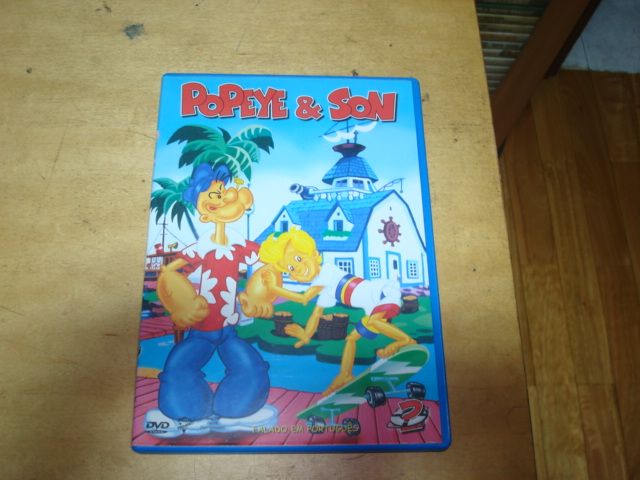 POPEYE & SON
2
DVD
FALADO EM PORTUGUÊS